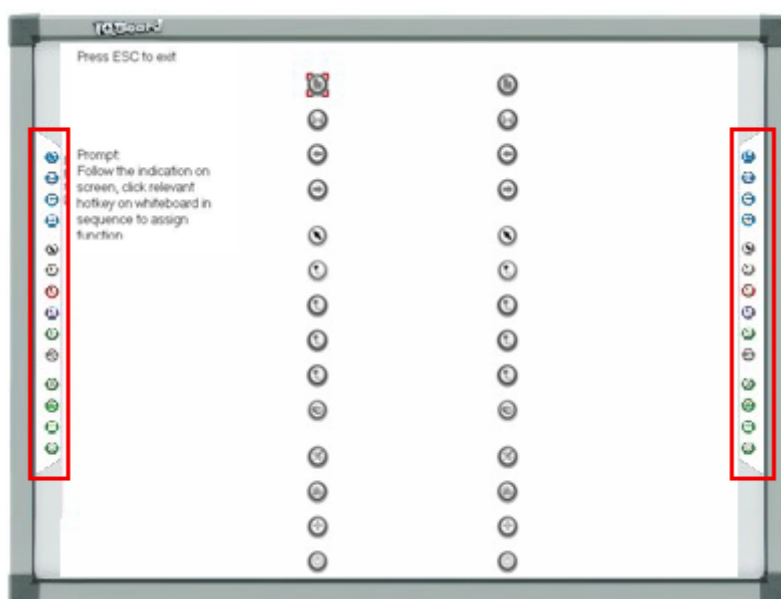 IQBoard
Press ESC to exit
Prompt:
Follow the indication on
screen, click relevant
hotkey on whiteboard in
sequence to assign
function